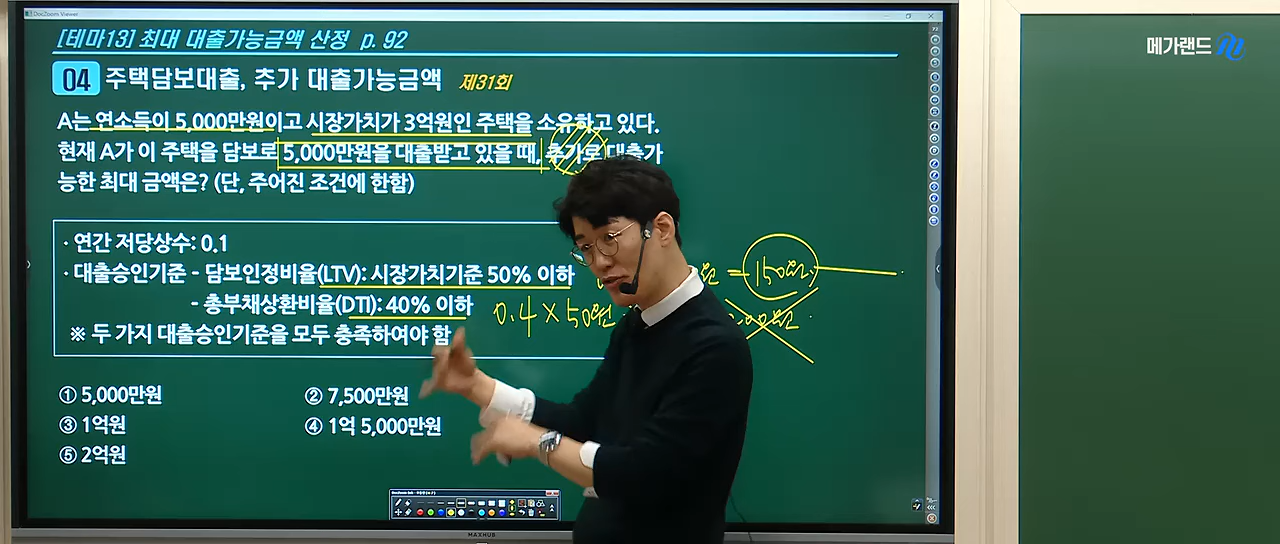 DocZoom Viewer
[테마13] 최대 대출가능금액 산정 p. 92
메가랜드
04 주택담보대출, 추가 대출가능금액 제31회
A는 연소득이 5,000만원이고 시장가치가 3억원인 주택을 소유하고 있다.
현재 A가 이 주택을 담보로 5,000만원을 대출받고 있을 때, 추가로 대출가
능한 최대 금액은? (단, 주어진 조건에 한함)
· 연간 저당상수: 0.1
· 대출승인기준 - 담보인정비율(LTV): 시장가치기준 50% 이하
= 150
- 총부채상환비율(DTI): 40% 이하
0.4 × 50
※ 두 가지 대출승인기준을 모두 충족하여야 함
① 5,000만원 ② 7,500만원
③ 1억원 ④ 1억 5,000만원
⑤ 2억원
MAXHUB